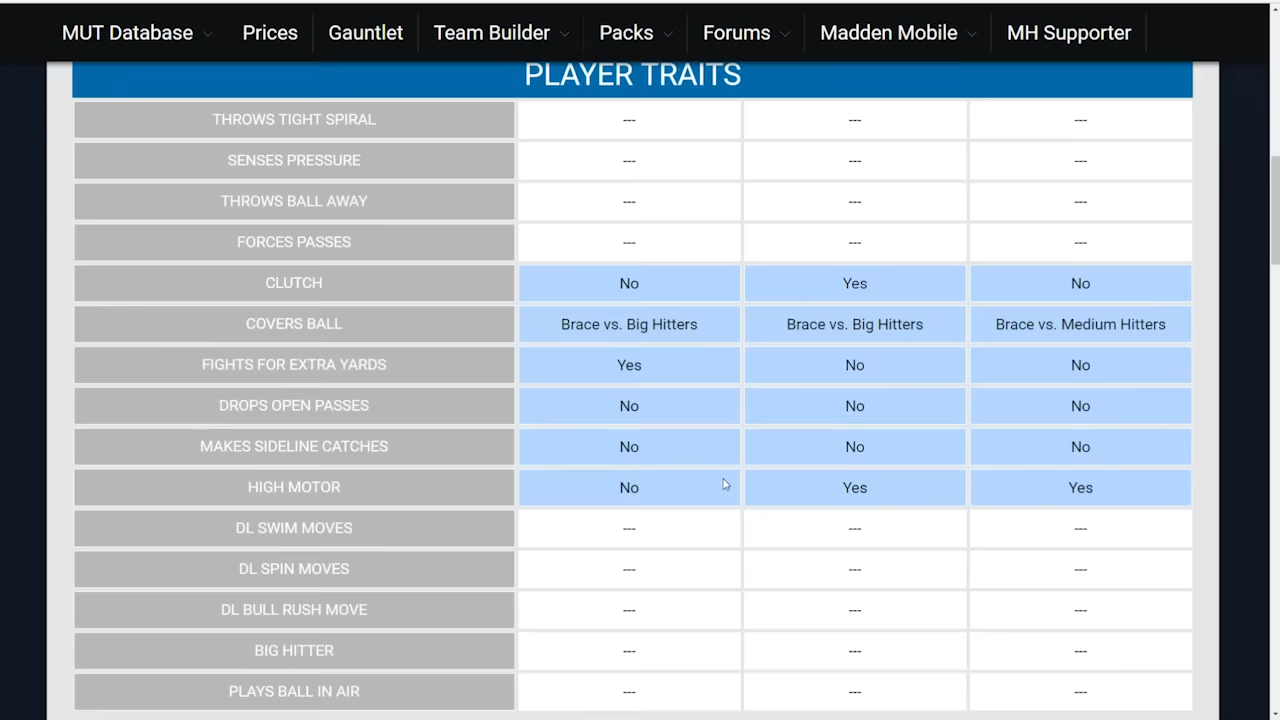 MUT Database Prices Gauntlet Team Builder Packs Forums Madden Mobile MH Supporter
PLAYER TRAITS
THROWS TIGHT SPIRAL --- --- ---
SENSES PRESSURE --- --- ---
THROWS BALL AWAY --- --- ---
FORCES PASSES --- --- ---
CLUTCH No Yes No
COVERS BALL Brace vs. Big Hitters Brace vs. Big Hitters Brace vs. Medium Hitters
FIGHTS FOR EXTRA YARDS Yes No No
DROPS OPEN PASSES No No No
MAKES SIDELINE CATCHES No No No
HIGH MOTOR No Yes Yes
DL SWIM MOVES --- --- ---
DL SPIN MOVES --- --- ---
DL BULL RUSH MOVE --- --- ---
BIG HITTER --- --- ---
PLAYS BALL IN AIR --- --- ---